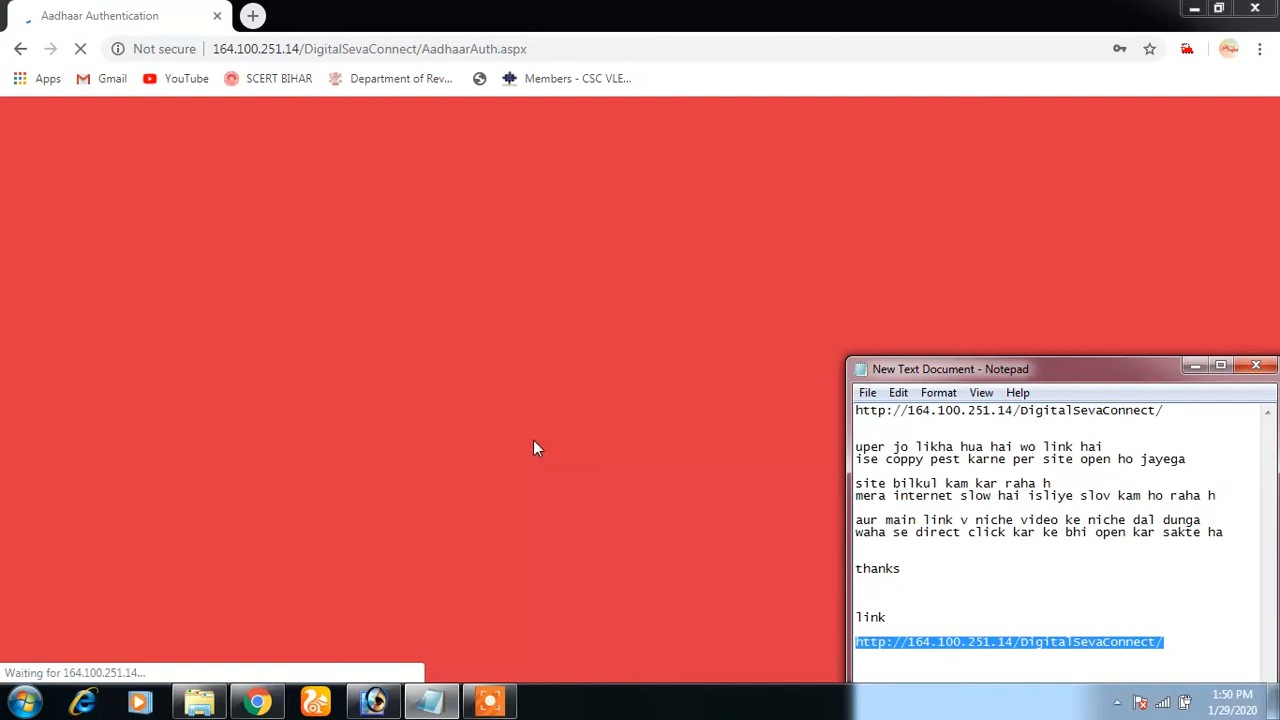 Aadhaar Authentication
Not secure 164.100.251.14/DigitalSevaConnect/AadhaarAuth.aspx
Apps Gmail YouTube SCERT BIHAR Department of Rev... Members - CSC VLE...
New Text Document - Notepad
File Edit Format View Help
http://164.100.251.14/DigitalSevaConnect/
uper jo likha hua hai wo link hai
ise coppy pest karne per site open ho jayega
site bilkul kam kar raha h
mera internet slow hai isliye slov kam ho raha h
aur main link v niche video ke niche dal dunga
waha se direct click kar ke bhi open kar sakte ha
thanks
link
http://164.100.251.14/DigitalSevaConnect/
Waiting for 164.100.251.14...
1:50 PM
1/29/2020